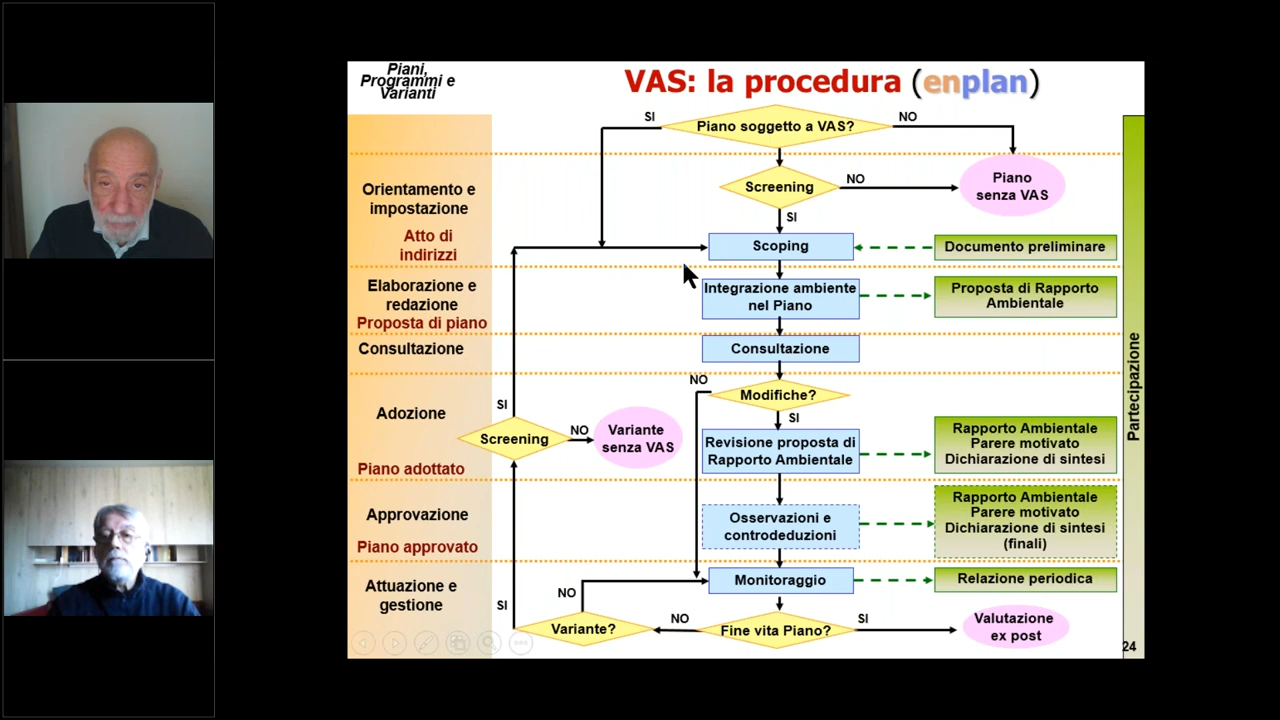 Piani,
Programmi e
Varianti
VAS: la procedura (enplan)
SI
Piano soggetto a VAS?
NO
Orientamento e
impostazione
Screening
NO
Piano
senza VAS
SI
Atto di
indirizzi
Scoping
Documento preliminare
Elaborazione e
redazione
Proposta di piano
Integrazione ambiente
nel Piano
Proposta di Rapporto
Ambientale
Consultazione
Consultazione
Partecipazione
NO
Modifiche?
SI
Adozione
SI
Screening
NO
Variante
senza VAS
Revisione proposta di
Rapporto Ambientale
Rapporto Ambientale
Parere motivato
Dichiarazione di sintesi
Piano adottato
Approvazione
Piano approvato
Osservazioni e
controdeduzioni
Rapporto Ambientale
Parere motivato
Dichiarazione di sintesi
(finali)
Attuazione e
gestione
Monitoraggio
Relazione periodica
NO
SI
Variante?
NO
Fine vita Piano?
SI
Valutazione
ex post
24